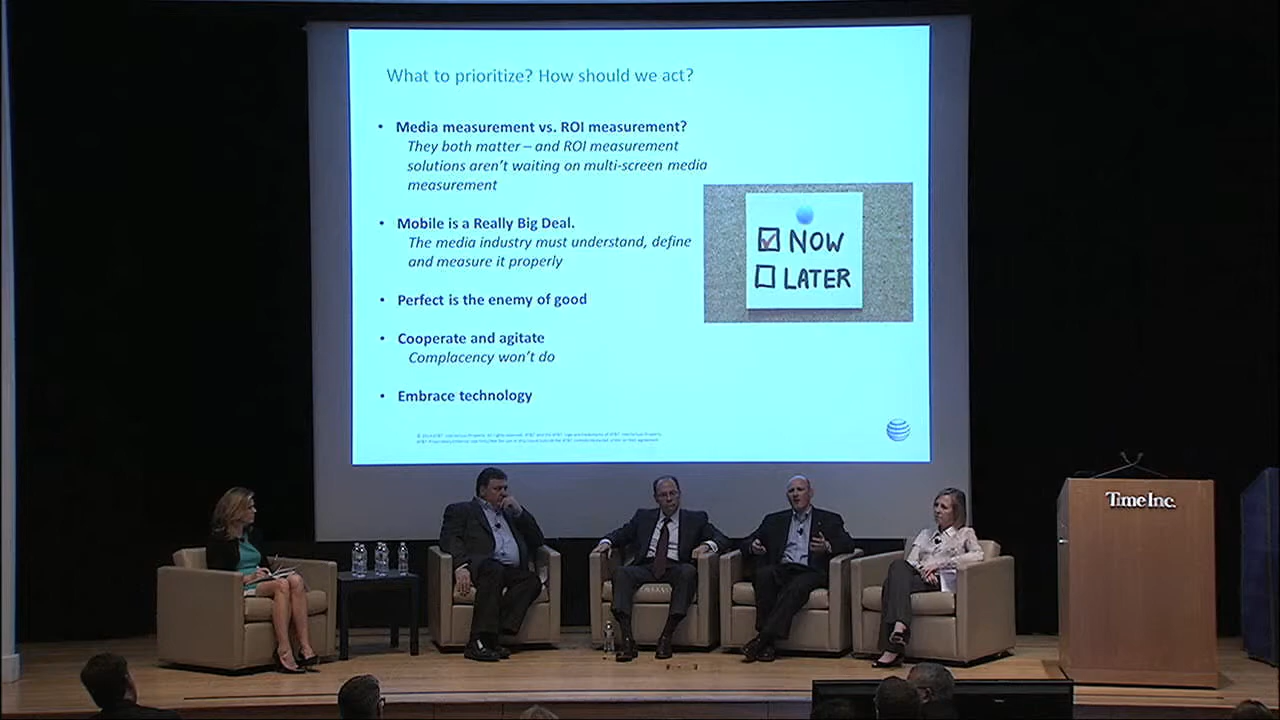 What to prioritize? How should we act?
• Media measurement vs. ROI measurement?
They both matter – and ROI measurement
solutions aren't waiting on multi-screen media
measurement
• Mobile is a Really Big Deal.
The media industry must understand, define
and measure it properly
NOW
LATER
• Perfect is the enemy of good
• Cooperate and agitate
Complacency won't do
• Embrace technology
Time Inc.